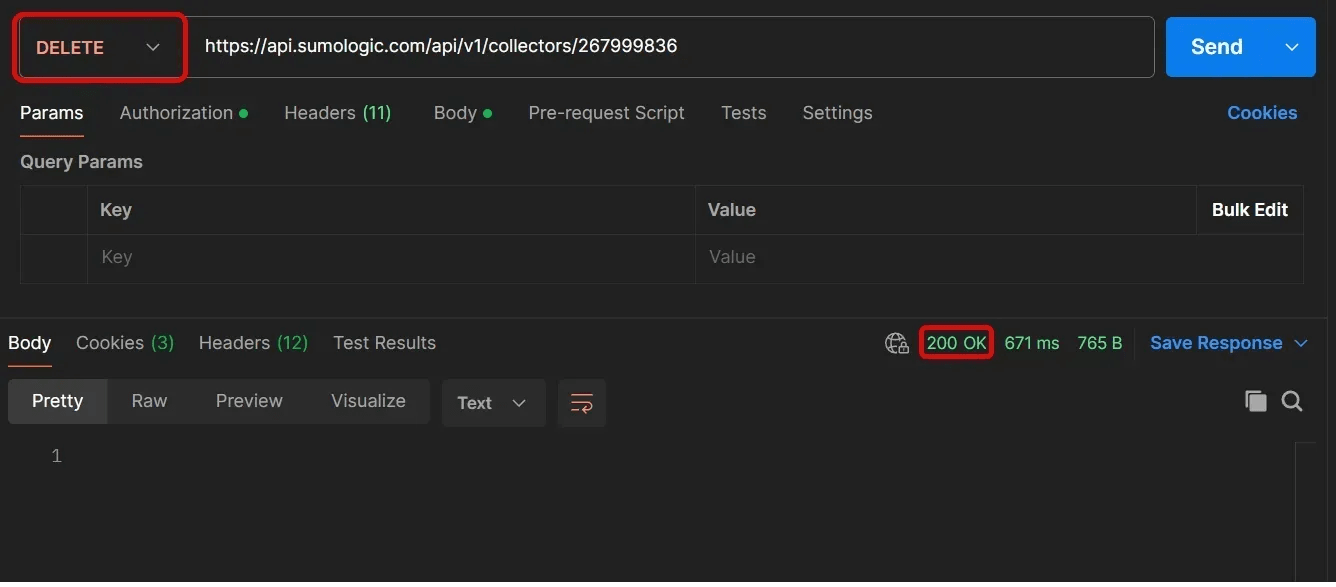 DELETE https://api.sumologic.com/api/v1/collectors/267999836 Send
Params Authorization Headers (11) Body Pre-request Script Tests Settings Cookies
Query Params
Key Value Bulk Edit
Key Value
Body Cookies (3) Headers (12) Test Results 200 OK 671 ms 765 B Save Response
Pretty Raw Preview Visualize Text
1